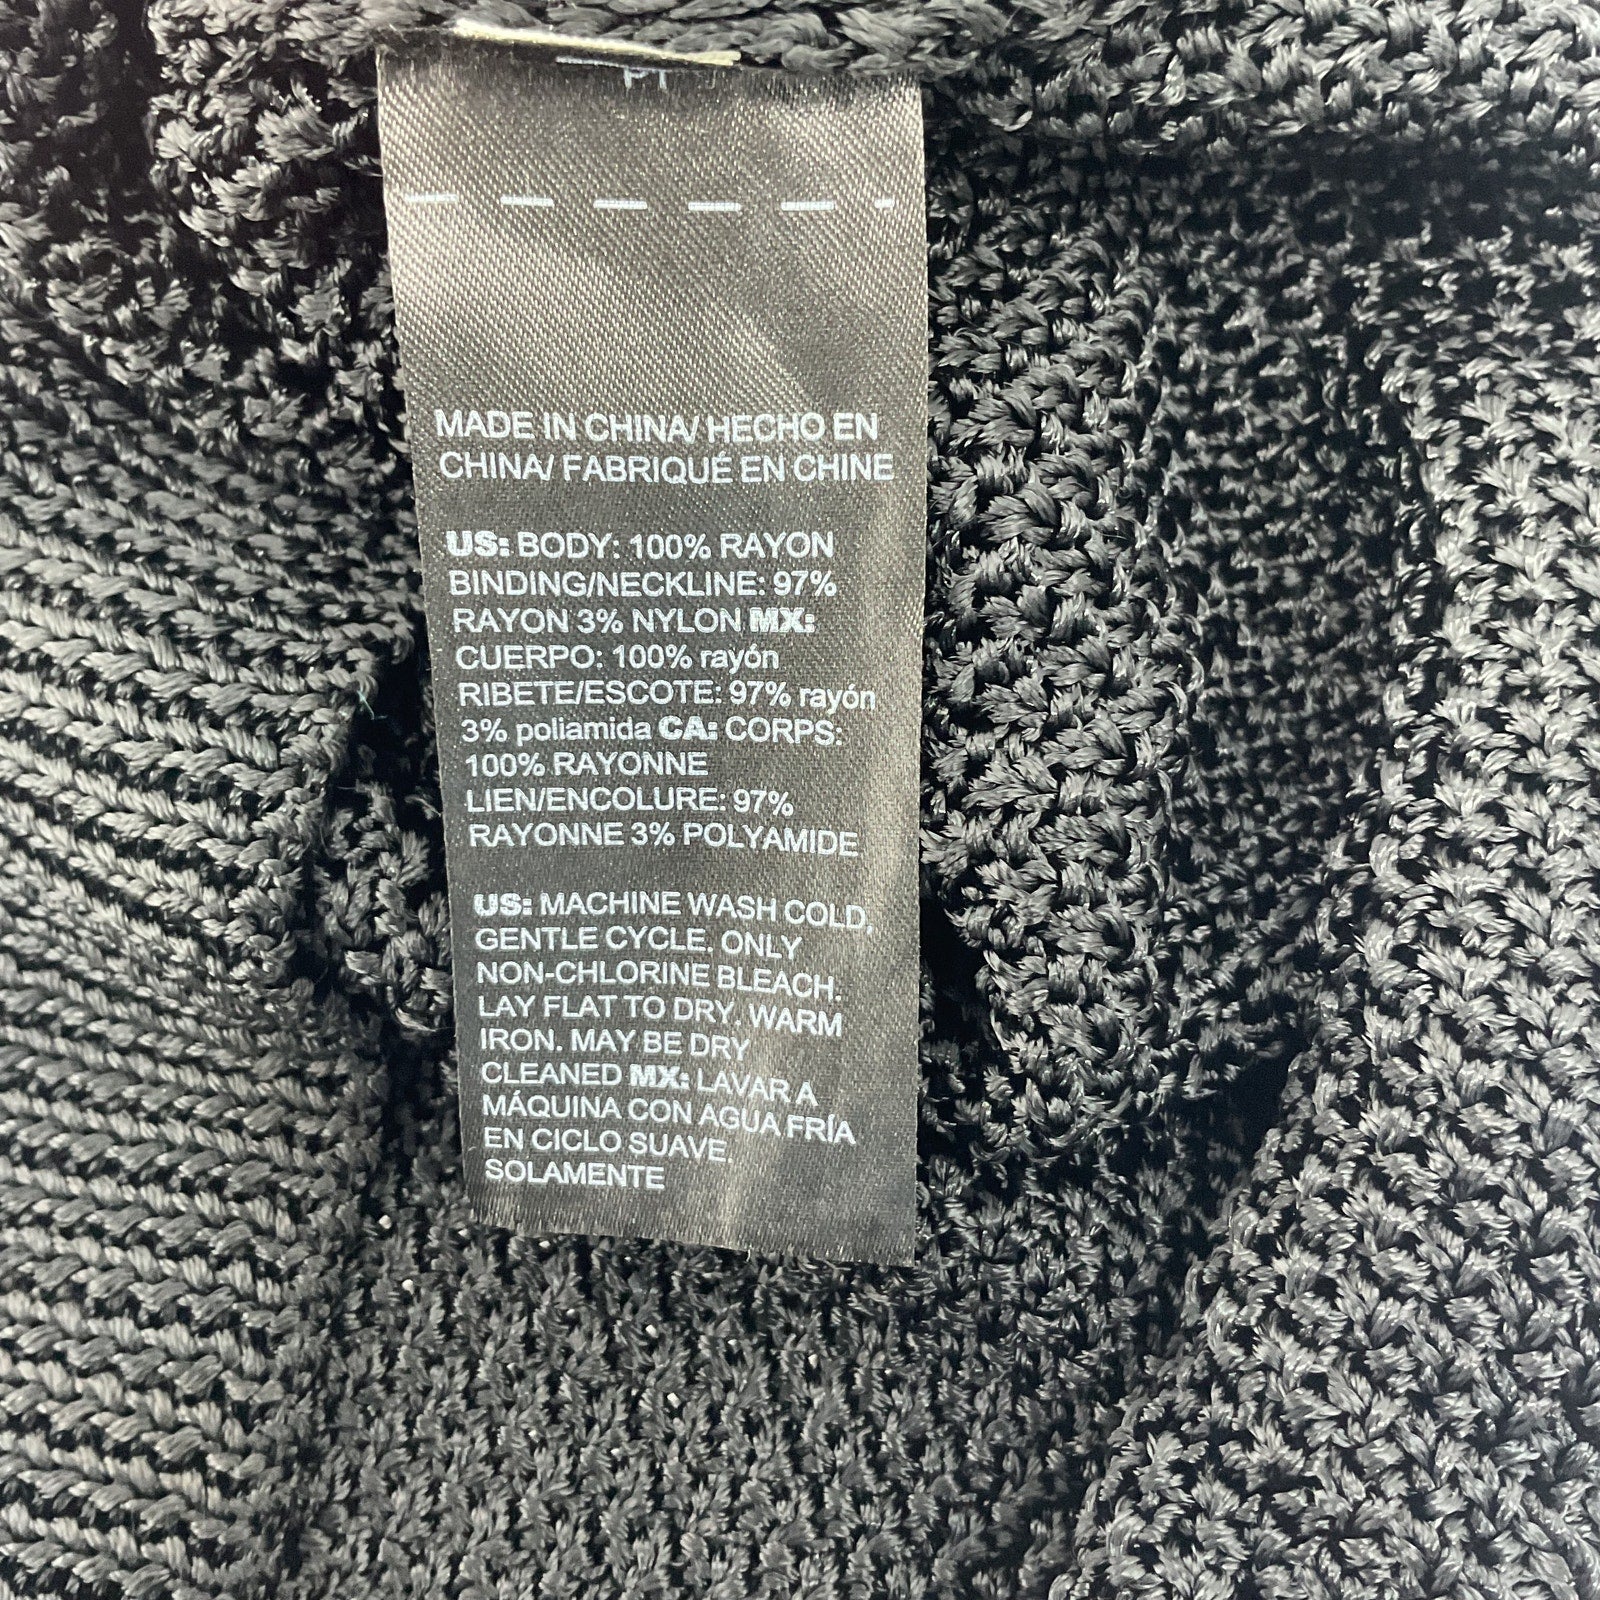 MADE IN CHINA/ HECHO EN
CHINA/ FABRIQUÉ EN CHINE
US: BODY: 100% RAYON
BINDING/NECKLINE: 97%
RAYON 3% NYLON MX:
CUERPO: 100% rayón
RIBETE/ESCOTE: 97% rayón
3% poliamida CA: CORPS:
100% RAYONNE
LIEN/ENCOLURE: 97%
RAYONNE 3% POLYAMIDE
US: MACHINE WASH COLD,
GENTLE CYCLE. ONLY
NON-CHLORINE BLEACH.
LAY FLAT TO DRY. WARM
IRON. MAY BE DRY
CLEANED MX: LAVAR A
MÁQUINA CON AGUA FRÍA
EN CICLO SUAVE.
SOLAMENTE